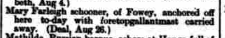 beth, Aug 4.)
Mary Farleigh schooner, of Fowey, anchored off
here to-day with foretopgallantmast carried
away. (Deal, Aug 26.)